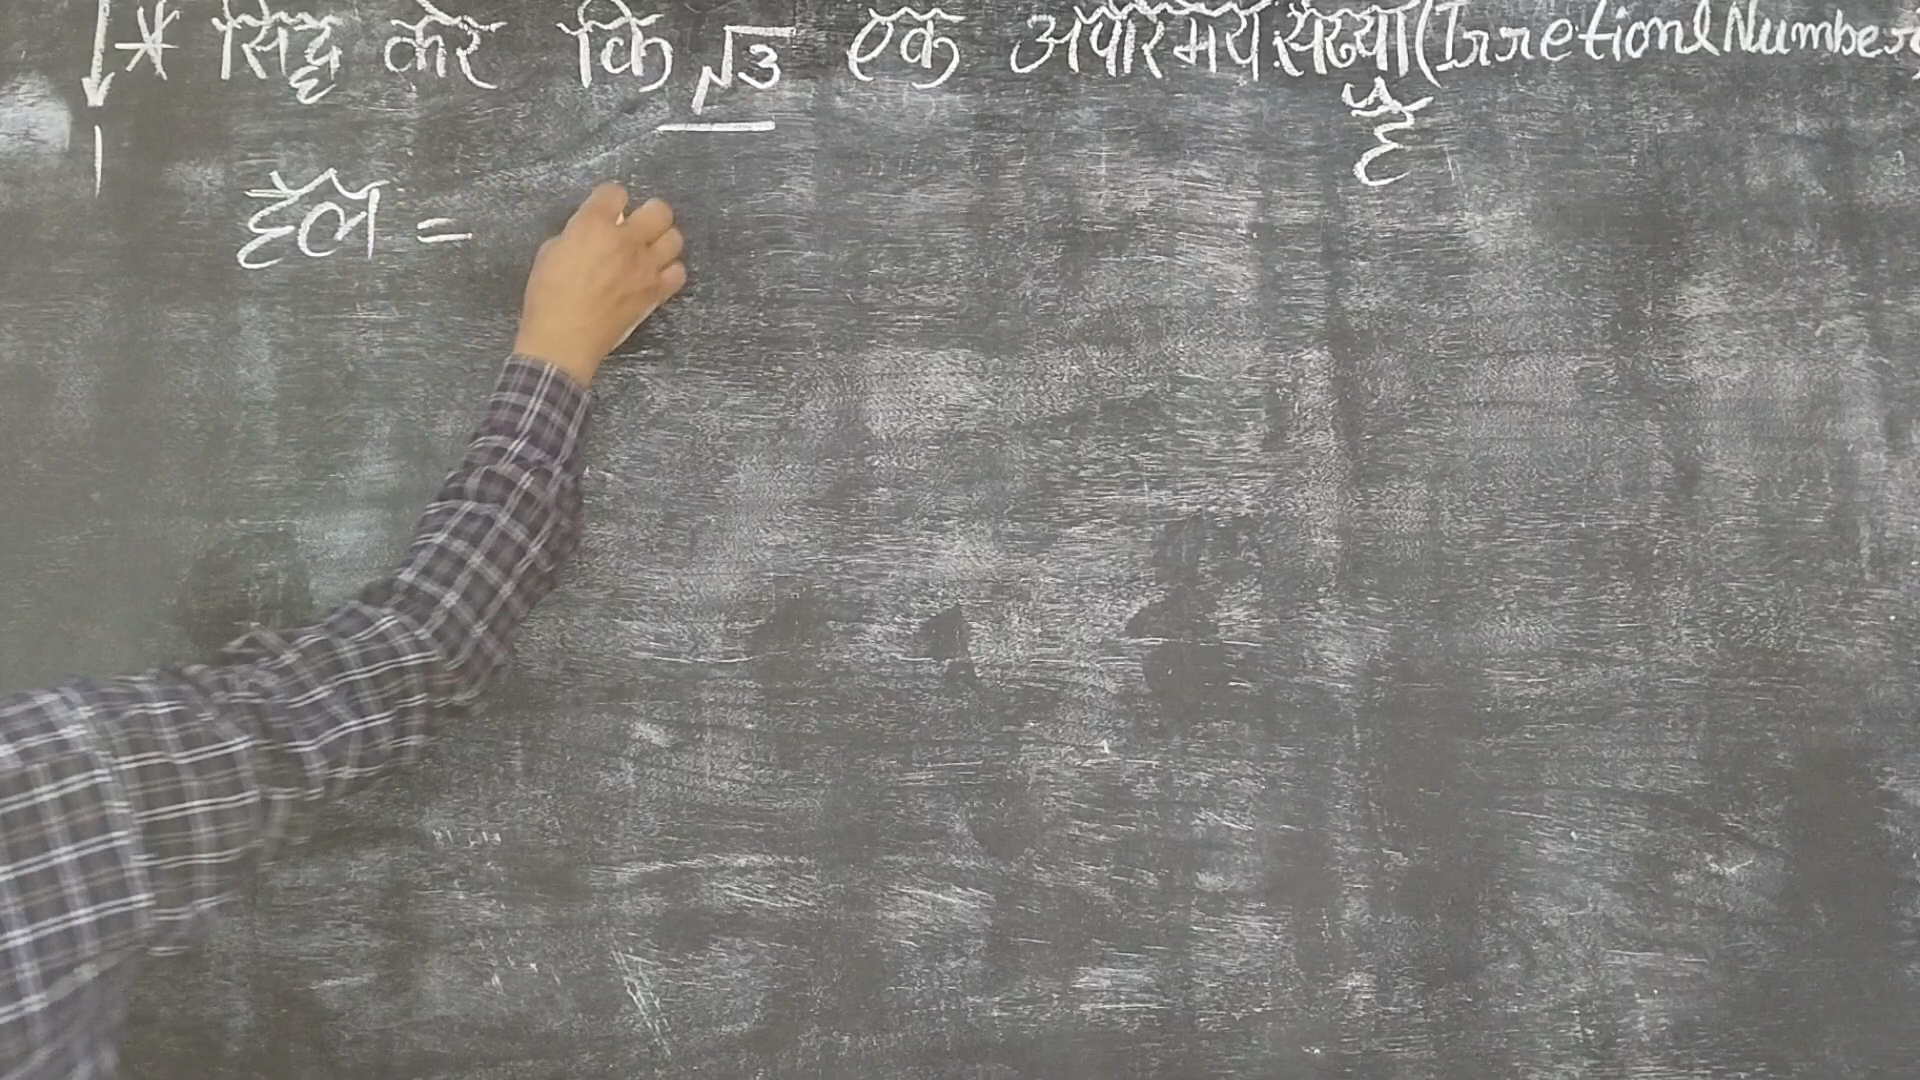 * सिद्ध करे कि √3 एक अपरिमेय संख्या (Irretionl Number)
है
हल =